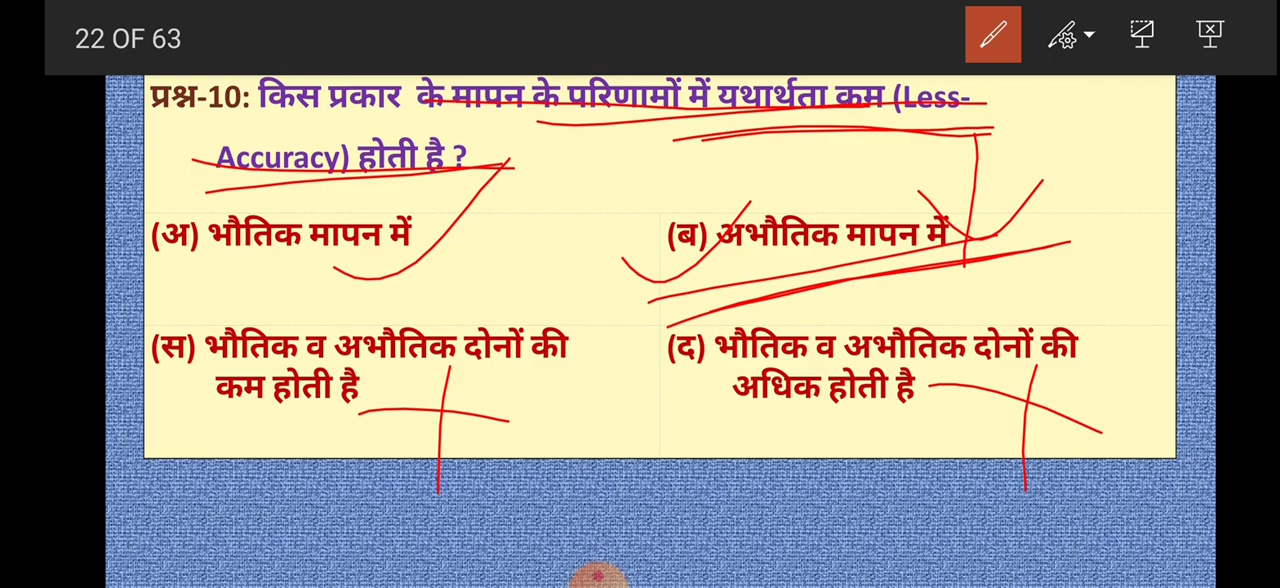 22 OF 63
प्रश्न-10: किस प्रकार के मापन के परिणामों में यथार्थता कम (Less-
Accuracy) होती है ?
(अ) भौतिक मापन में
(ब) अभौतिक मापन में
(स) भौतिक व अभौतिक दोनों की
कम होती है
(द) भौतिक व अभौतिक दोनों की
अधिक होती है